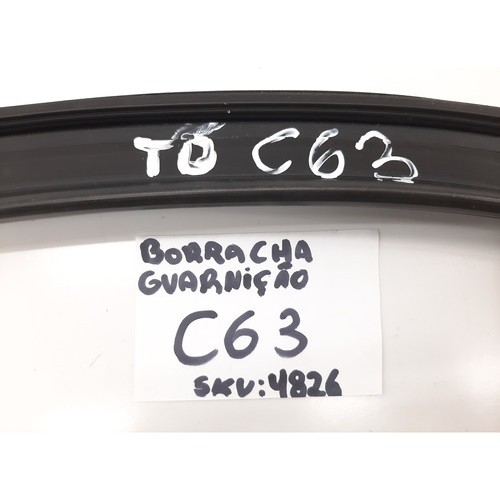 TD C63
BORRACHA
GUARNIÇÃO
C63
SKU:4826